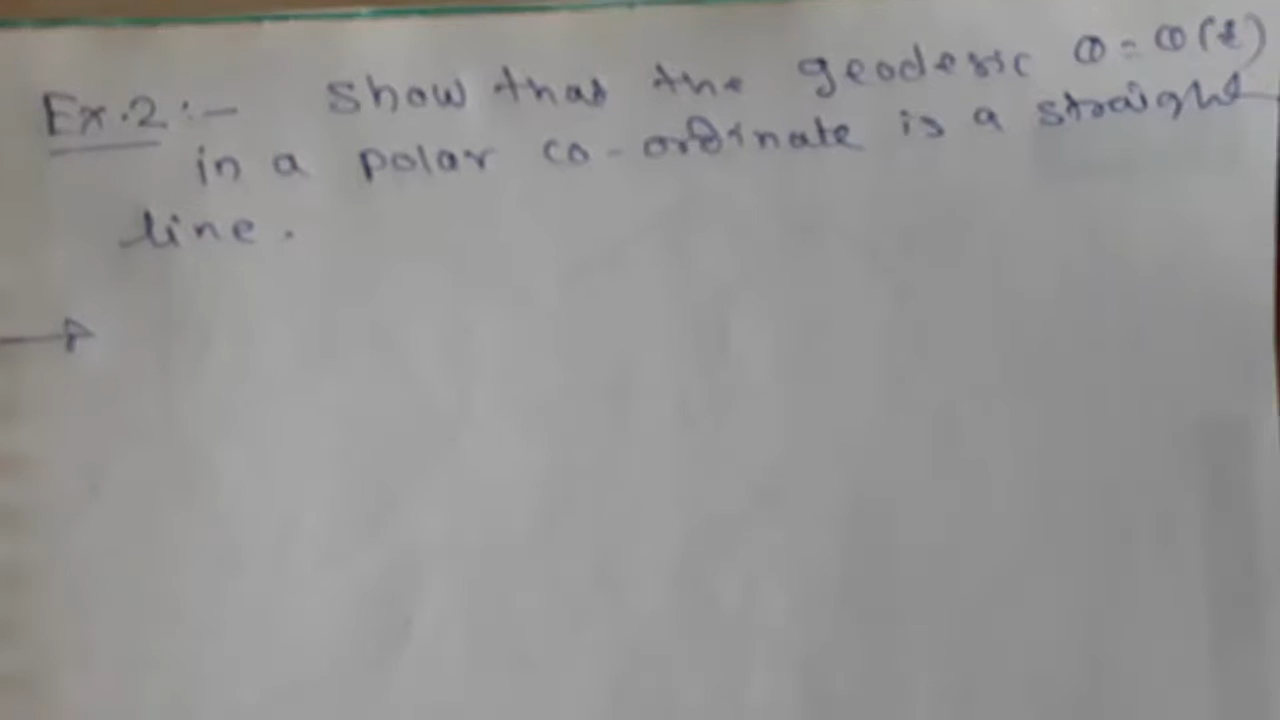 Ex.2:- show that the geodesic θ = θ(r)
in a polar co-ordinate is a straight
line.